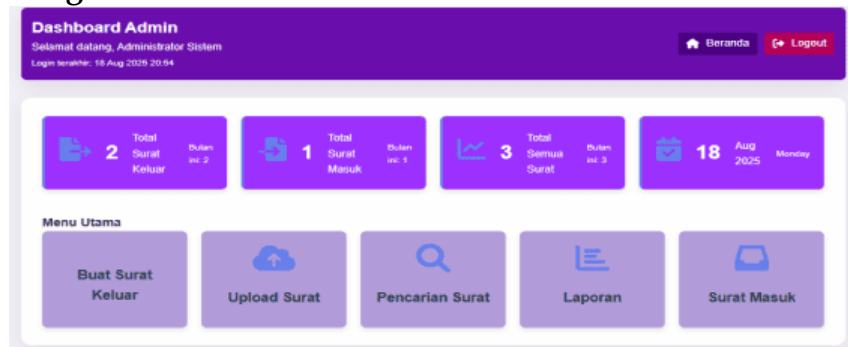 Dashboard Admin
Selamat datang, Administrator Sistem
Login terakhir: 18 Aug 2025 20:54
Beranda
Logout
2
Total
Surat
Keluar
Bulan
ini: 2
1
Total
Surat
Masuk
Bulan
ini: 1
3
Total
Semua
Surat
Bulan
ini: 3
18
Aug
2025
Monday
Menu Utama
Buat Surat
Keluar
Upload Surat
Pencarian Surat
Laporan
Surat Masuk